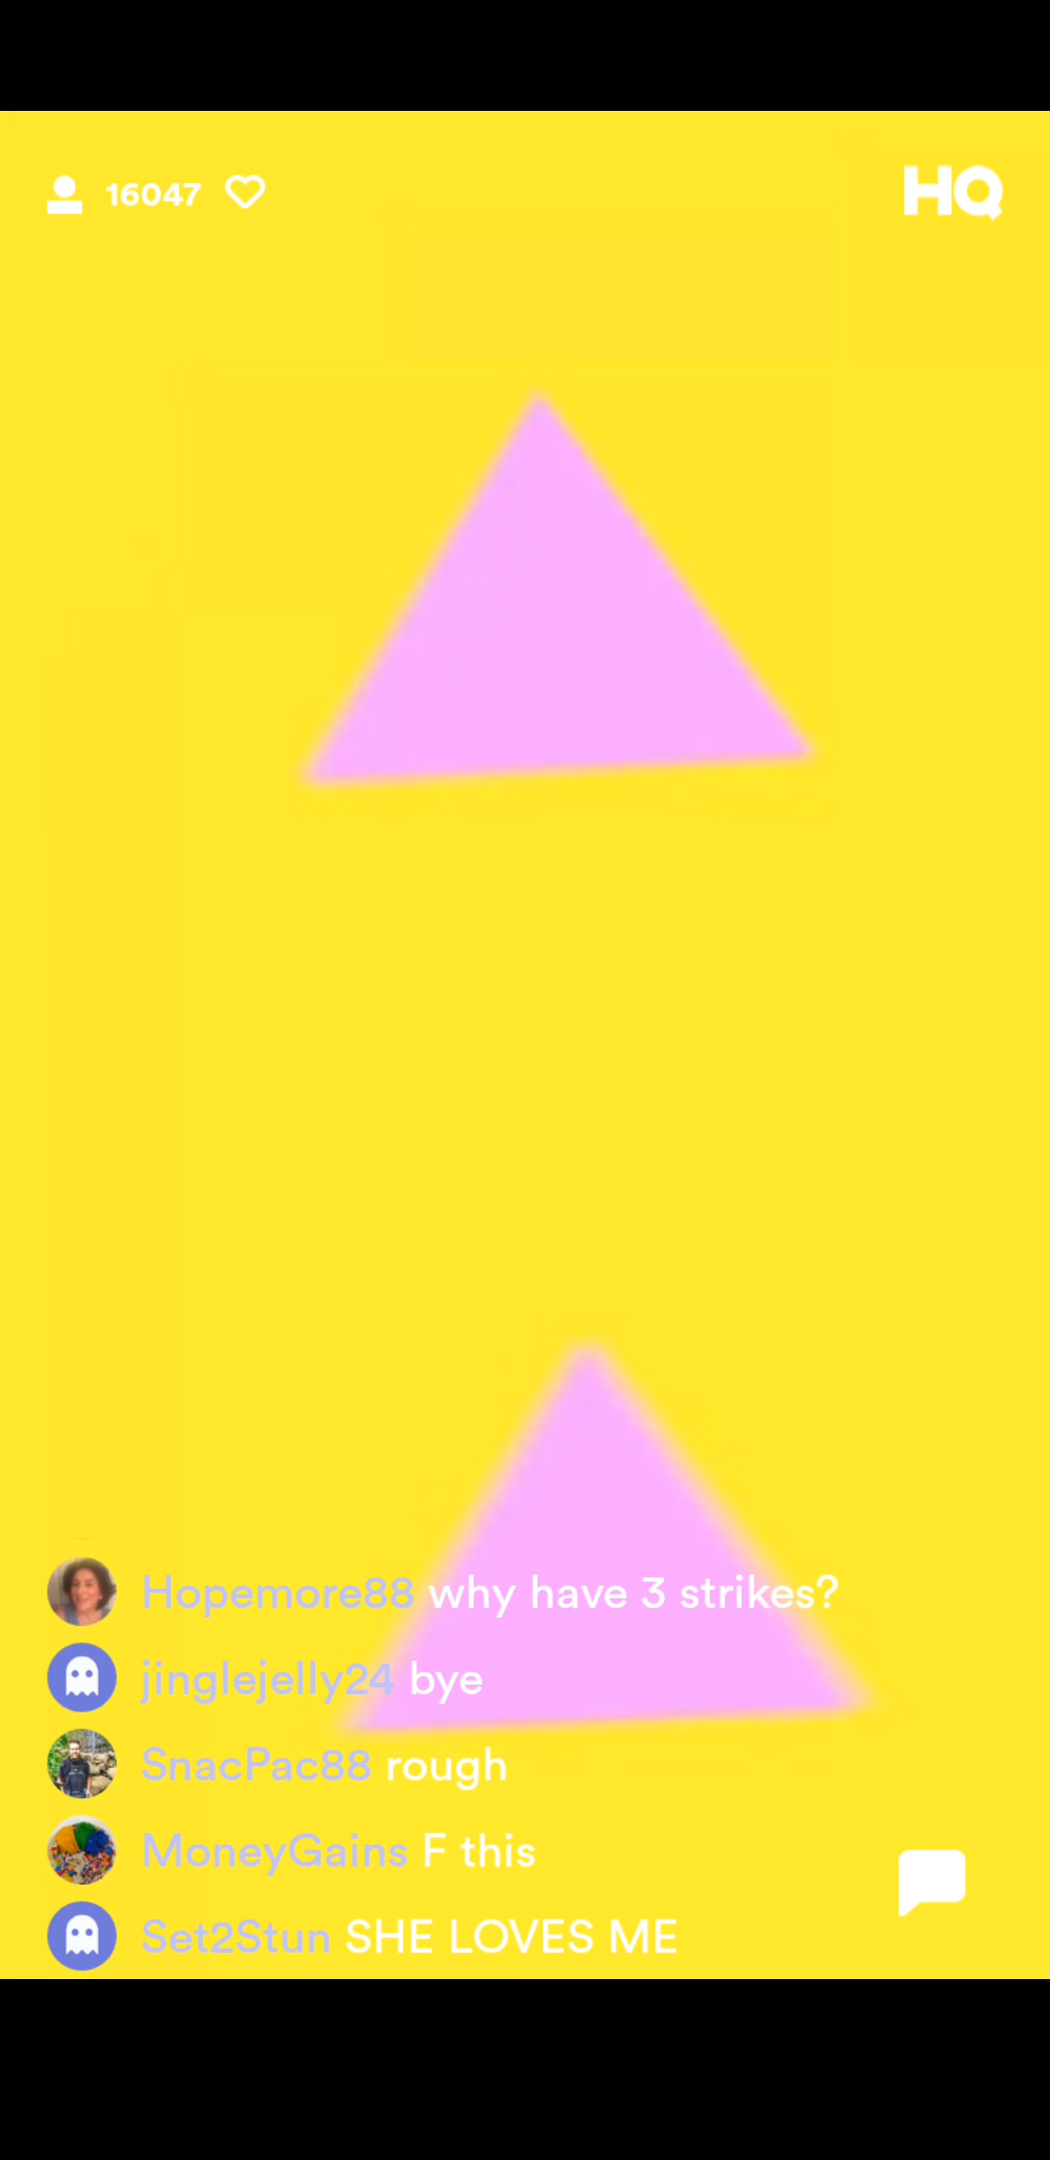 16047
HQ
Hopemore88 why have 3 strikes?
jinglejelly24 bye
SnacPac88 rough
MoneyGains F this
Set2Stun SHE LOVES ME